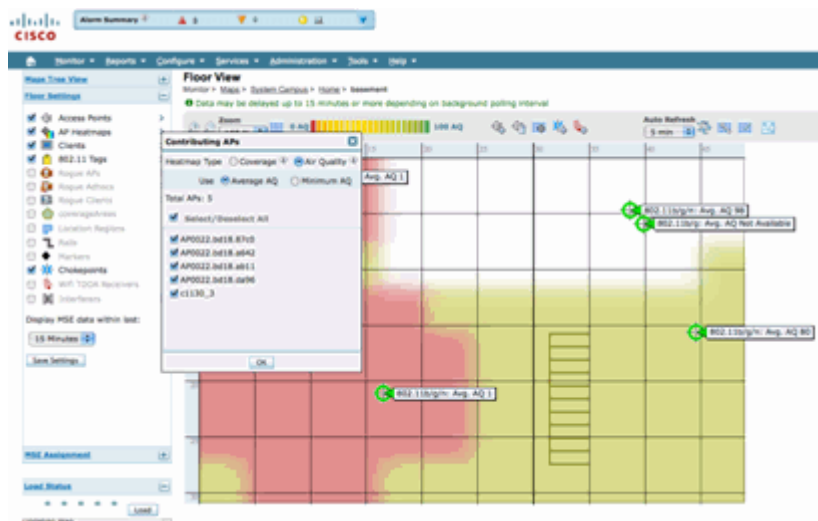 CISCO
Alarm Summary
Monitor Reports Configure Services Administration Tools Help
Maps Tree View
Floor Settings
Access Points
AP Heatmaps
Clients
802.11 Tags
Rogue APs
Rogue Adhocs
Rogue Clients
coverageAreas
Location Regions
Rails
Markers
Chokepoints
Wifi TDOA Receivers
Interferers
Display MSE data within last:
15 Minutes
Save Settings
MSE Assignment
Load Status
Load
Floor View
Monitor > Maps > System Campus > Home > basement
Data may be delayed up to 15 minutes or more depending on background polling interval
Zoom
0 AQ
100 AQ
Auto Refresh
5 min
Contributing APs
Heatmap Type Coverage Air Quality
Use Average AQ Minimum AQ
Total APs: 5
Select/Deselect All
AP0022.bd18.87c0
AP0022.bd18.a642
AP0022.bd18.ab11
AP0022.bd18.da96
c1130_3
OK
Avg. AQ 1
802.11b/g/n: Avg. AQ 98
802.11b/g: Avg. AQ Not Available
802.11b/g/n: Avg. AQ 80
802.11b/g/n: Avg. AQ 1